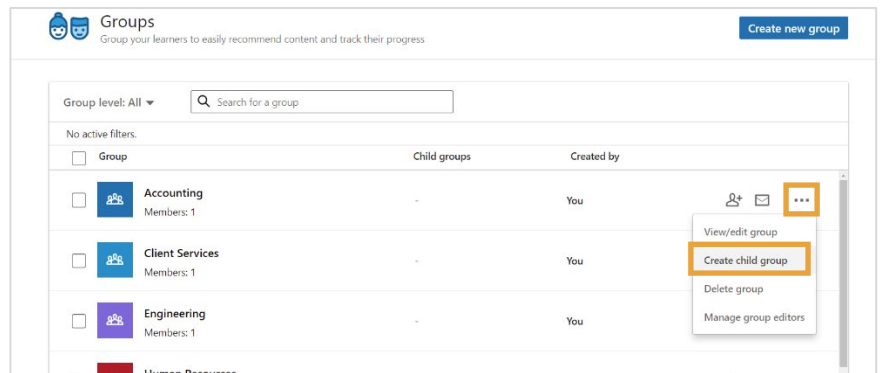 Groups
Group your learners to easily recommend content and track their progress
Create new group
Group level: All
Search for a group
No active filters.
Group Child groups Created by
Accounting
Members: 1
- You
View/edit group
Client Services
Members: 1
- You
Create child group
Delete group
Engineering
Members: 1
- You
Manage group editors
Human Resources